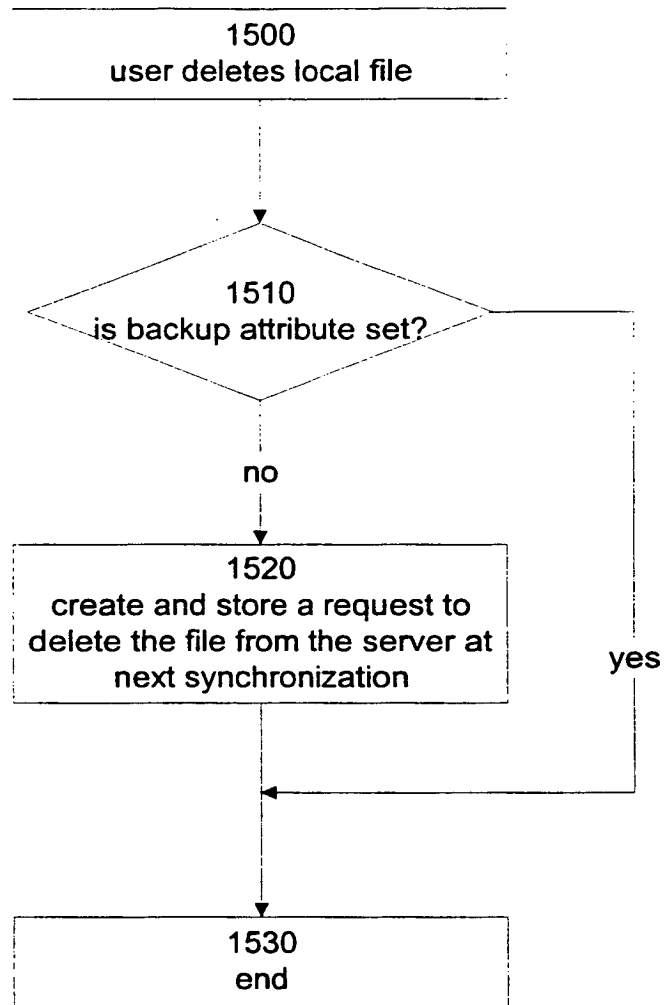 1500
user deletes local file
1510
is backup attribute set?
no
1520
create and store a request to
delete the file from the server at
next synchronization
yes
1530
end